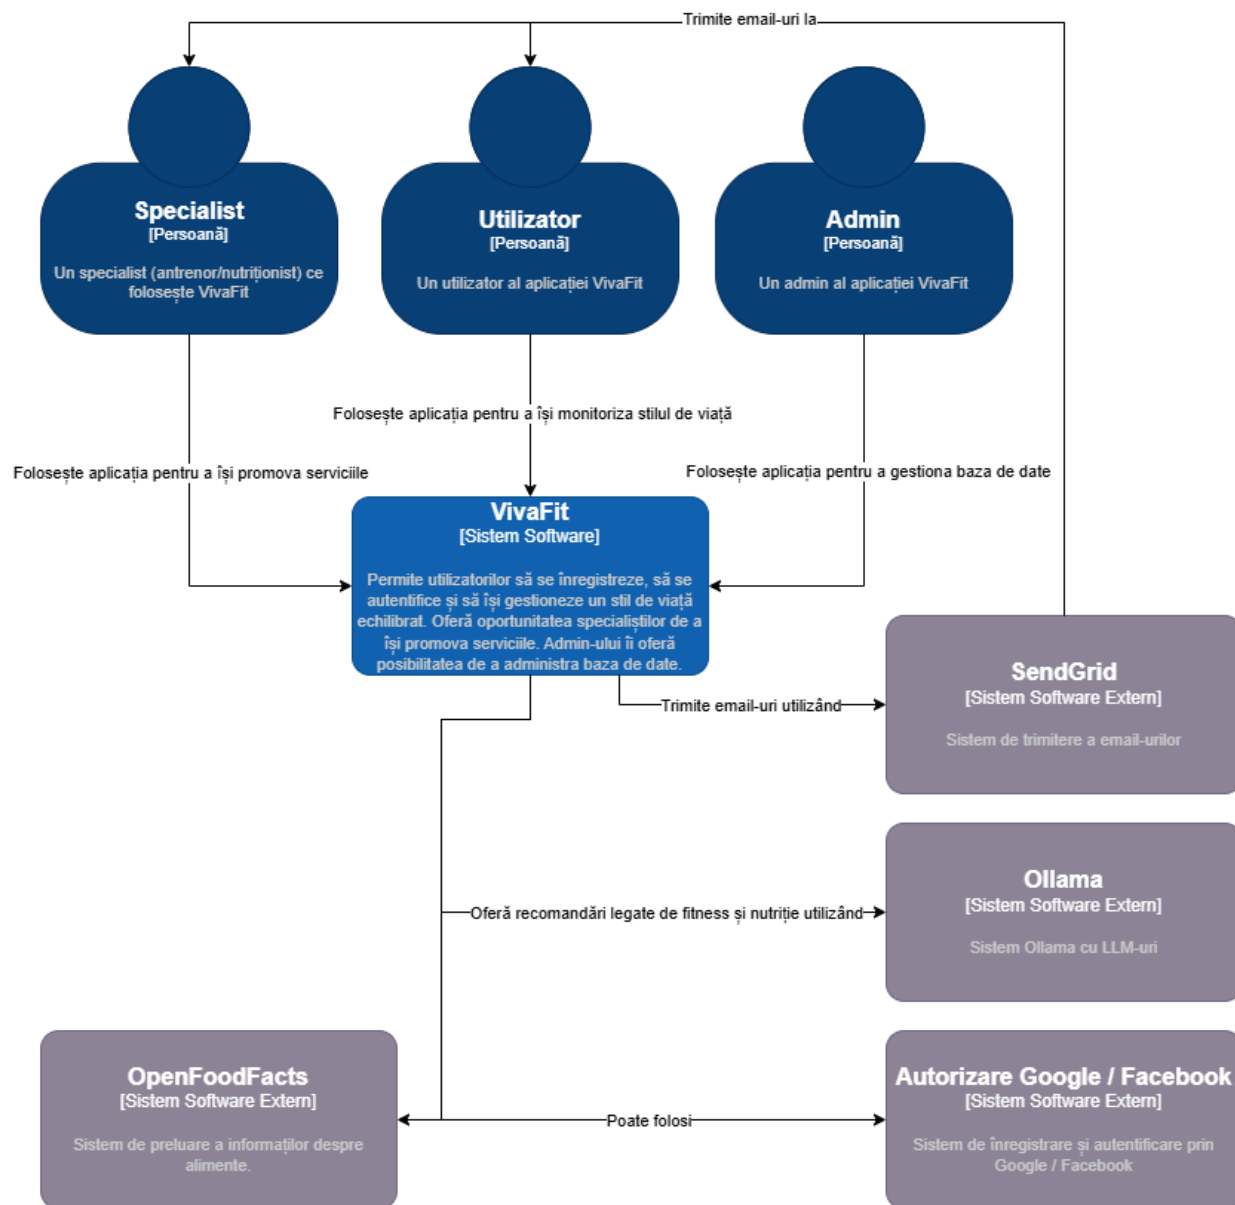 Trimite email-uri la
Specialist
[Persoană]
Un specialist (antrenor/nutriționist) ce
folosește VivaFit
Utilizator
[Persoană]
Un utilizator al aplicației VivaFit
Admin
[Persoană]
Un admin al aplicației VivaFit
Folosește aplicația pentru a își monitoriza stilul de viață
Folosește aplicația pentru a își promova serviciile
Folosește aplicația pentru a gestiona baza de date
VivaFit
[Sistem Software]
Permite utilizatorilor să se înregistreze, să se
autentifice și să își gestioneze un stil de viață
echilibrat. Oferă oportunitatea specialiștilor de a
își promova serviciile. Admin-ului îi oferă
posibilitatea de a administra baza de date.
Trimite email-uri utilizând
SendGrid
[Sistem Software Extern]
Sistem de trimitere a email-urilor
Oferă recomandări legate de fitness și nutriție utilizând
Ollama
[Sistem Software Extern]
Sistem Ollama cu LLM-uri
OpenFoodFacts
[Sistem Software Extern]
Sistem de preluare a informaților despre
alimente.
Poate folosi
Autorizare Google / Facebook
[Sistem Software Extern]
Sistem de înregistrare și autentificare prin
Google / Facebook